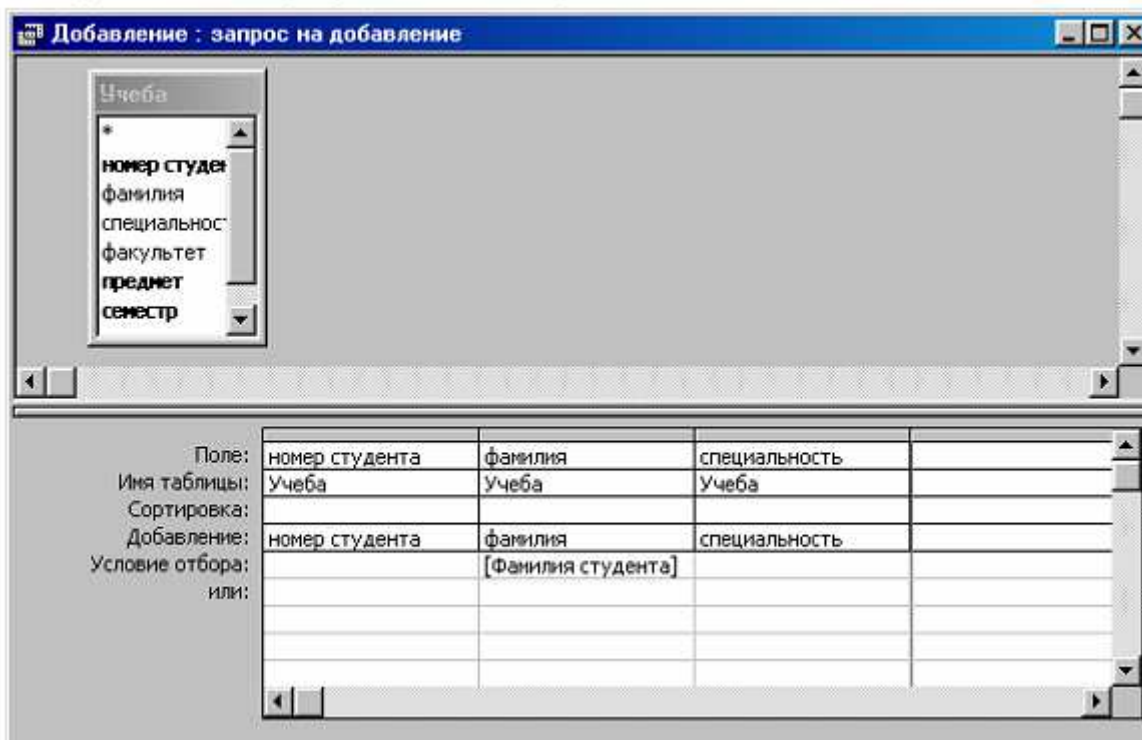 Добавление : запрос на добавление
Учеба
*
номер студен
фамилия
специальност
факультет
предмет
семестр
Поле: номер студента фамилия специальность
Имя таблицы: Учеба Учеба Учеба
Сортировка:
Добавление: номер студента фамилия специальность
Условие отбора: [Фамилия студента]
или: